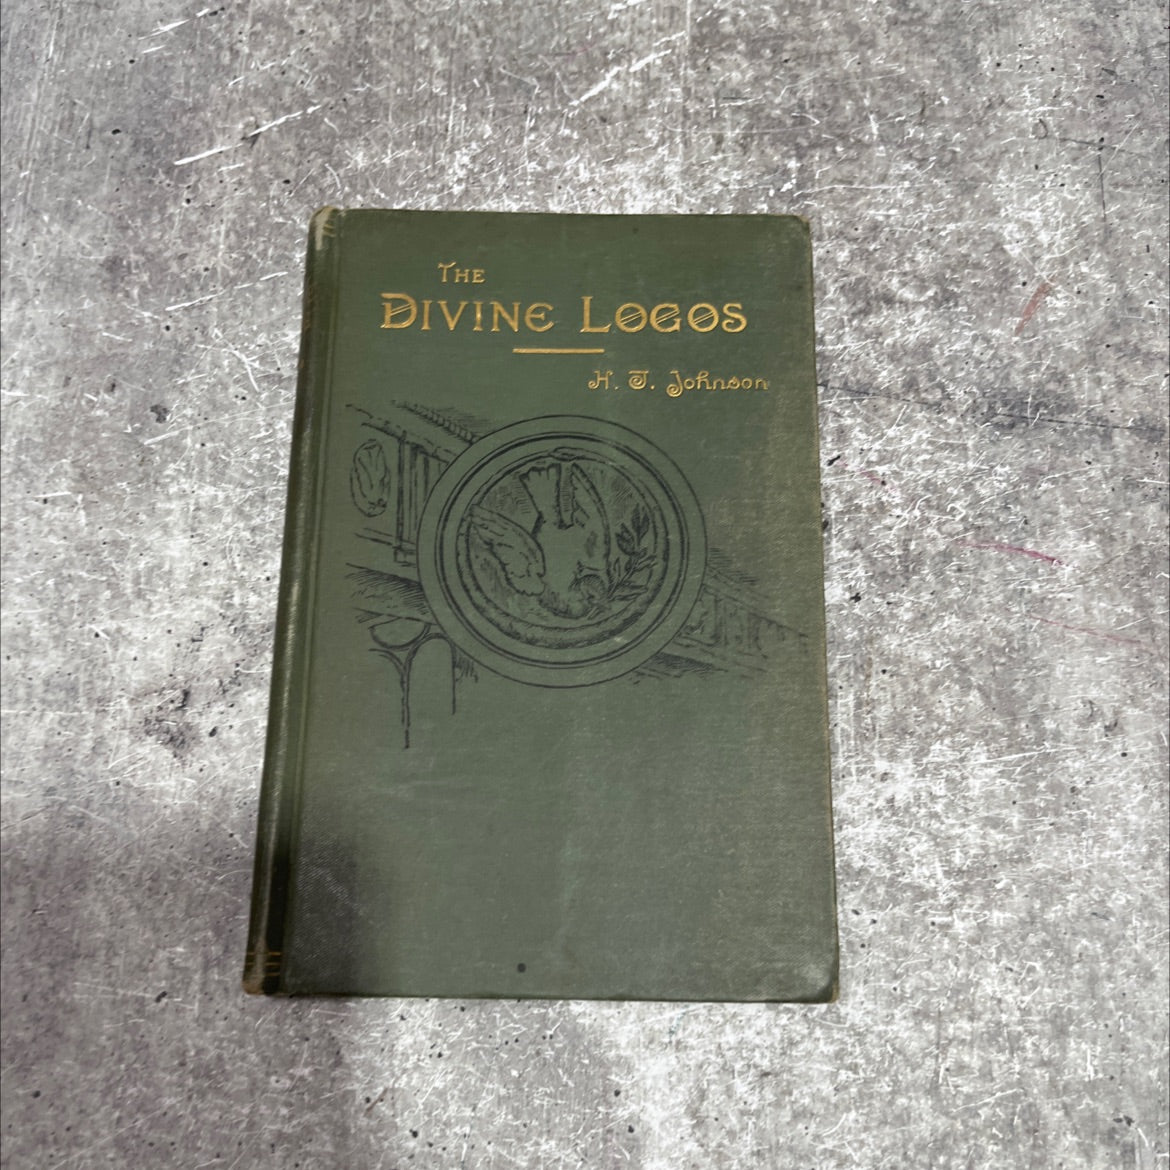 The
Divine Logos
H. T. Johnson